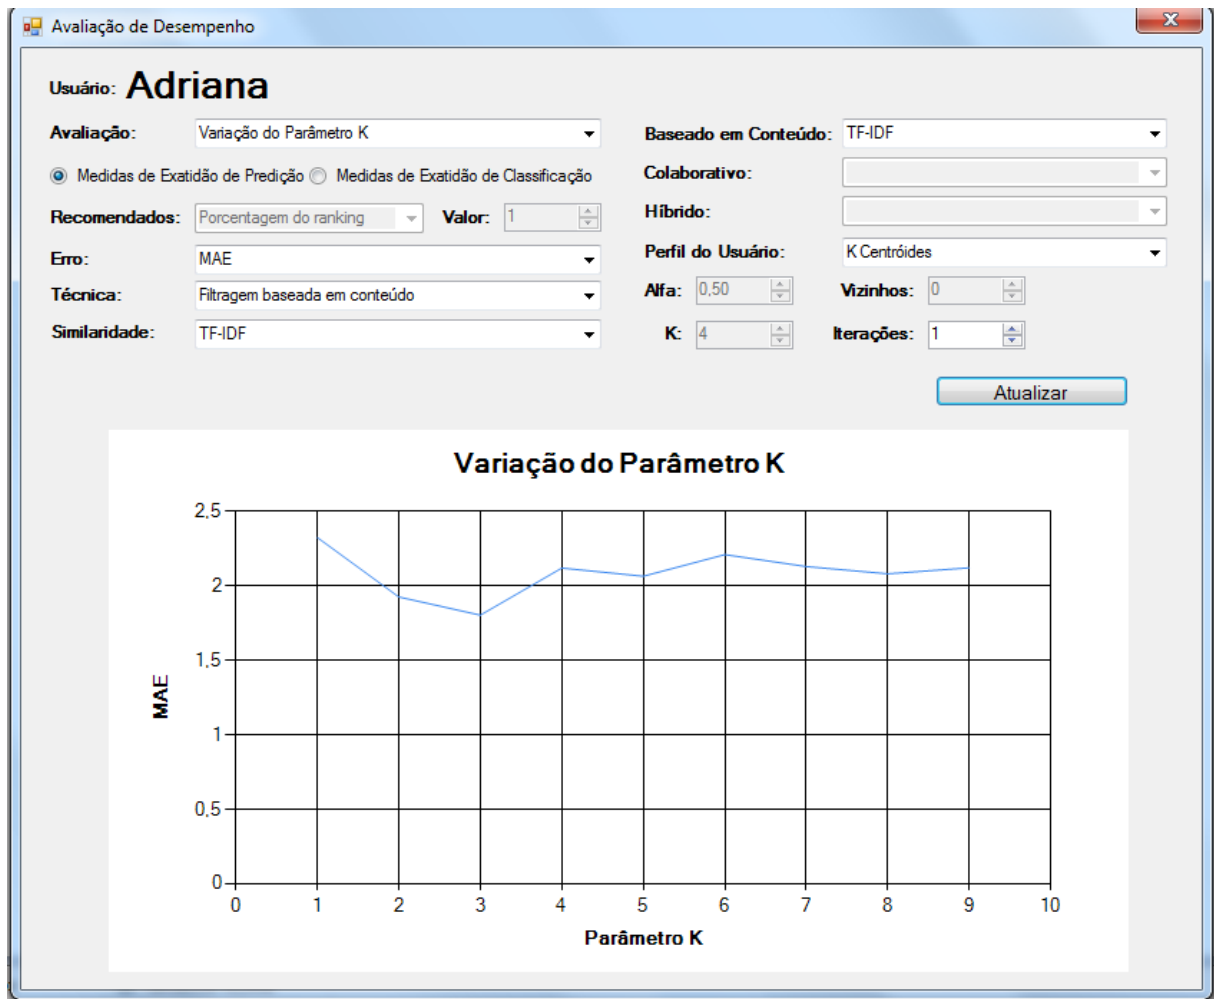 Avaliação de Desempenho
Usuário: Adriana
Avaliação: Variação do Parâmetro K
Medidas de Exatidão de Predição Medidas de Exatidão de Classificação
Recomendados: Porcentagem do ranking Valor: 1
Erro: MAE
Técnica: Filtragem baseada em conteúdo
Similaridade: TF-IDF
Baseado em Conteúdo: TF-IDF
Colaborativo:
Híbrido:
Perfil do Usuário: K Centróides
Alfa: 0,50 Vizinhos: 0
K: 4 Iterações: 1
Atualizar
Variação do Parâmetro K
2,5
2
1,5
1
0,5
0
MAE
0 1 2 3 4 5 6 7 8 9 10
Parâmetro K